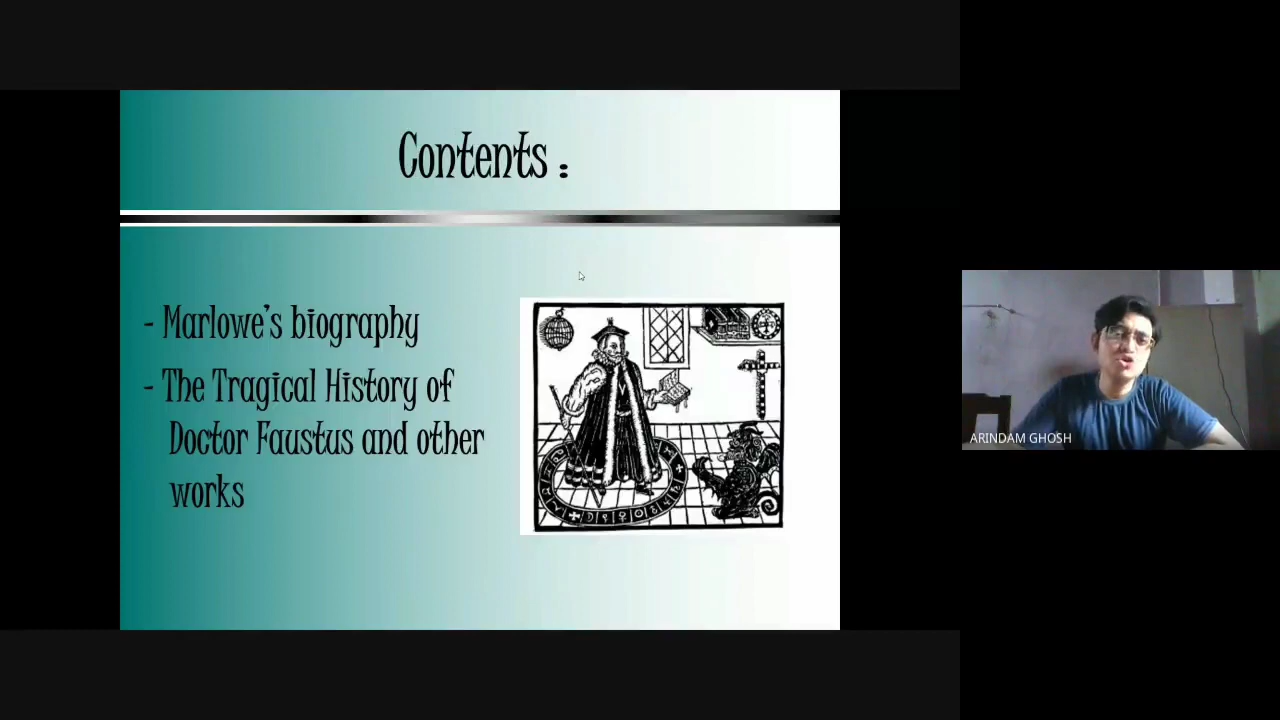 Contents :
- Marlowe's biography
- The Tragical History of
Doctor Faustus and other
works
ARINDAM GHOSH